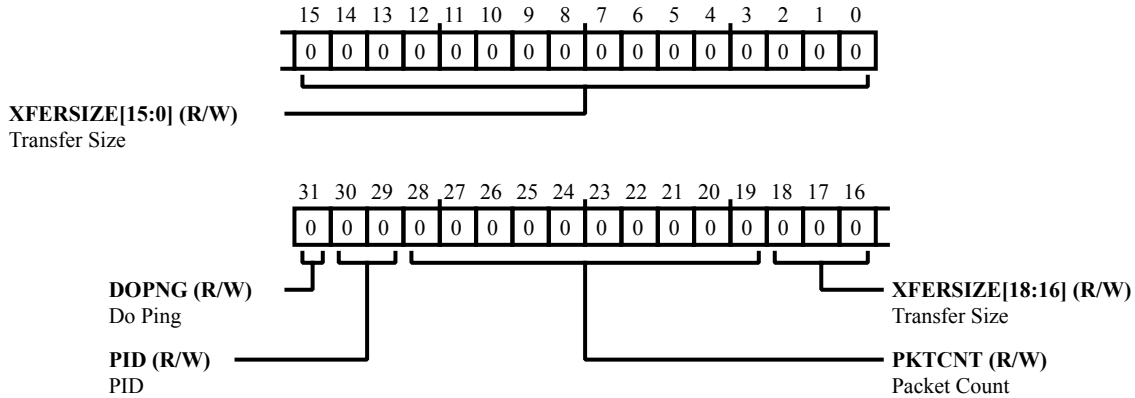 15 14 13 12 11 10 9 8 7 6 5 4 3 2 1 0
0 0 0 0 0 0 0 0 0 0 0 0 0 0 0 0
XFERSIZE[15:0] (R/W)
Transfer Size
31 30 29 28 27 26 25 24 23 22 21 20 19 18 17 16
0 0 0 0 0 0 0 0 0 0 0 0 0 0 0 0
DOPNG (R/W)
Do Ping
XFERSIZE[18:16] (R/W)
Transfer Size
PID (R/W)
PID
PKTCNT (R/W)
Packet Count